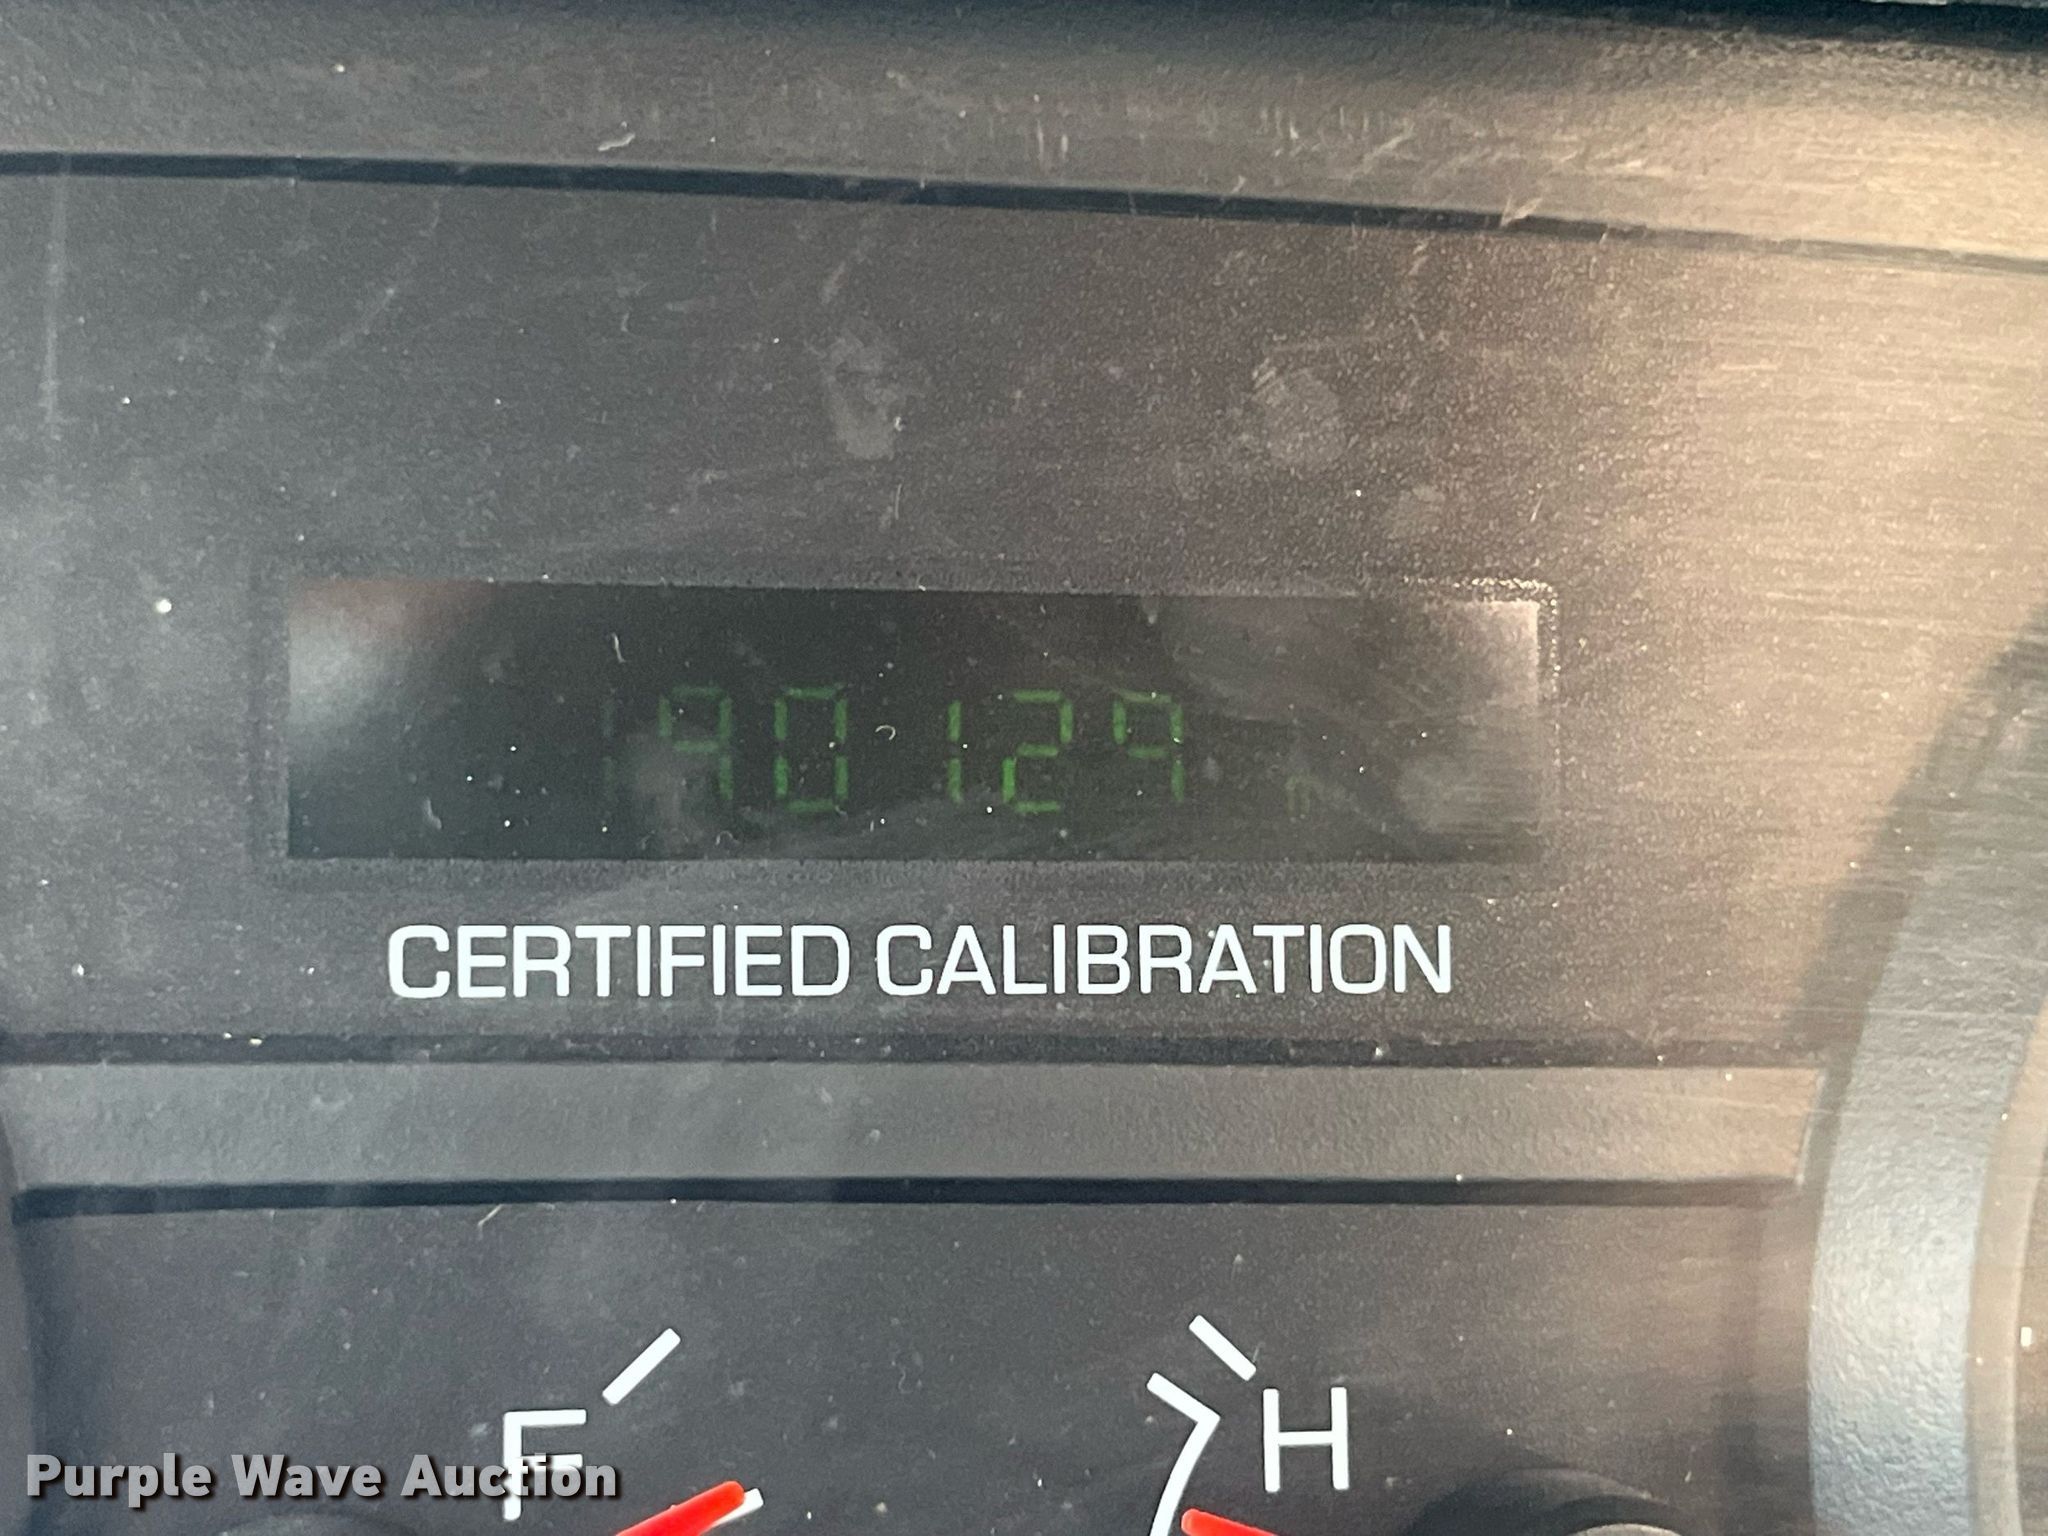 190129
CERTIFIED CALIBRATION
F H
Purple Wave Auction